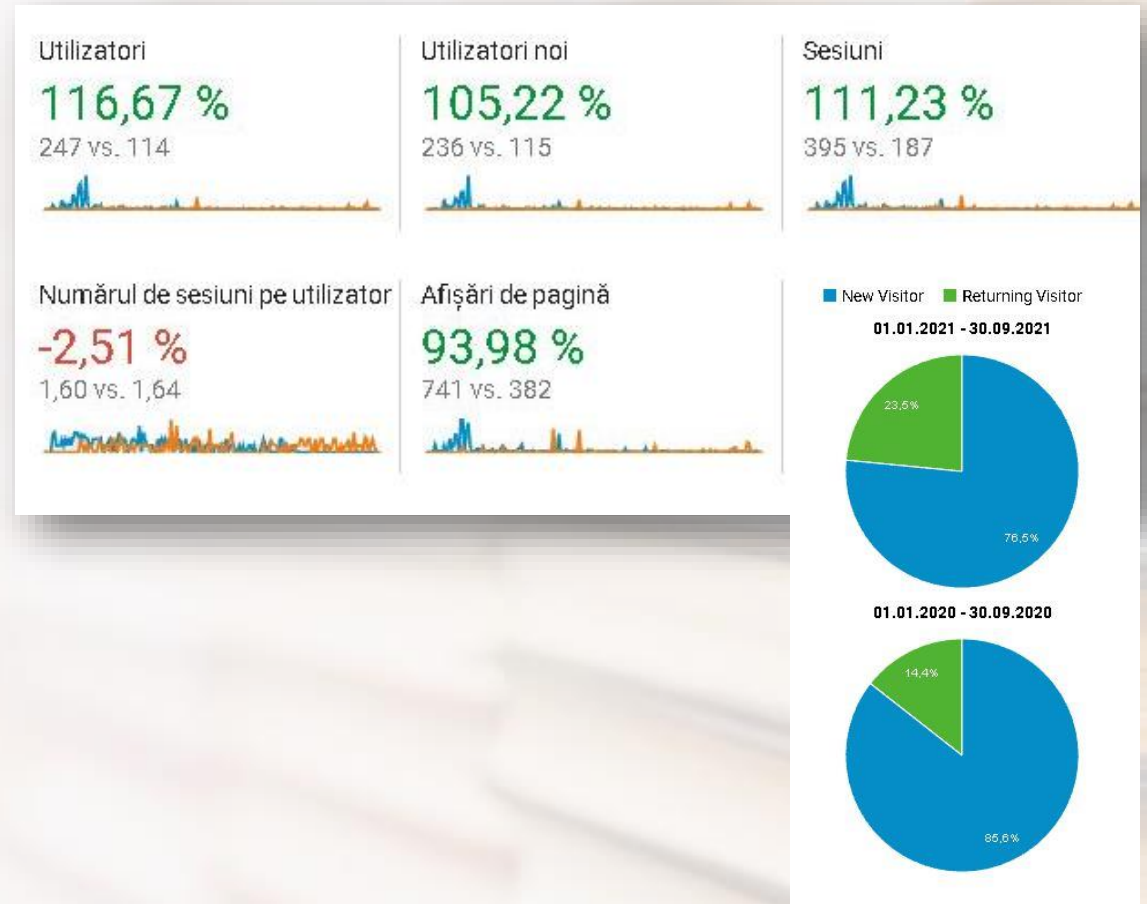 Utilizatori
116,67 %
247 vs. 114
Utilizatori noi
105,22 %
236 vs. 115
Sesiuni
111,23 %
395 vs. 187
Numărul de sesiuni pe utilizator
-2,51 %
1,60 vs. 1,64
Afișări de pagină
93,98 %
741 vs. 382
New Visitor Returning Visitor
01.01.2021 - 30.09.2021
23,5%
76,5%
01.01.2020 - 30.09.2020
14,4%
85,6%